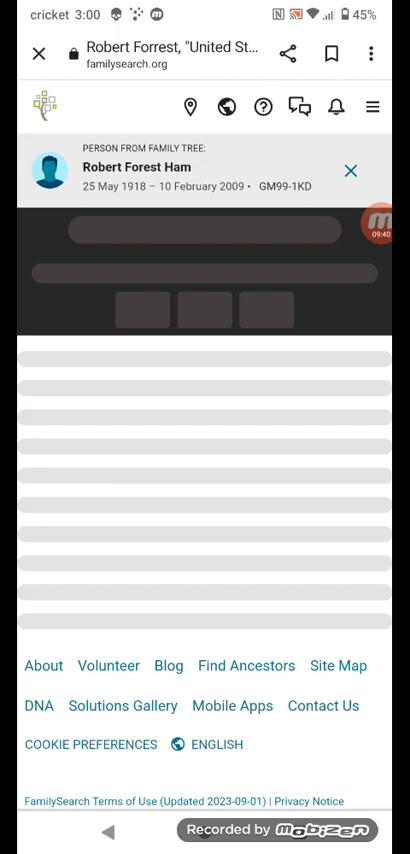 cricket 3:00 45%
Robert Forrest, "United St...
familysearch.org
PERSON FROM FAMILY TREE:
Robert Forest Ham
25 May 1918 – 10 February 2009 • GM99-1KD
09:40
About Volunteer Blog Find Ancestors Site Map
DNA Solutions Gallery Mobile Apps Contact Us
COOKIE PREFERENCES ENGLISH
FamilySearch Terms of Use (Updated 2023-09-01) | Privacy Notice
Recorded by mobizen